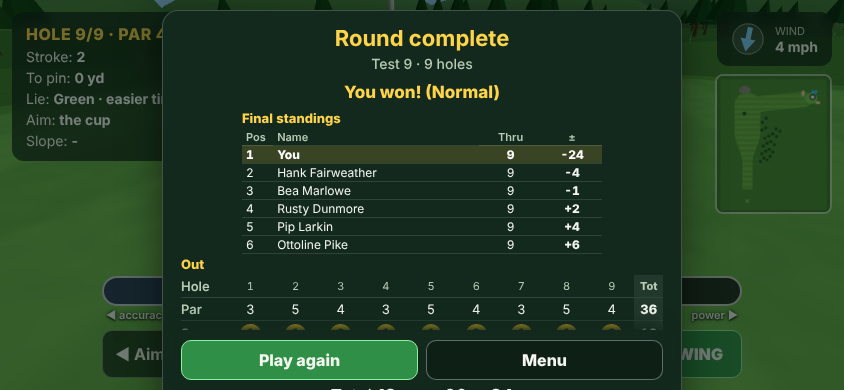 HOLE 9/9 · PAR 4
Stroke: 2
To pin: 0 yd
Lie: Green · easier
Aim: the cup
Slope: -
WIND
4 mph
Round complete
Test 9 · 9 holes
You won! (Normal)
Final standings
Pos Name Thru ±
1 You 9 -24
2 Hank Fairweather 9 -4
3 Bea Marlowe 9 -1
4 Rusty Dunmore 9 +2
5 Pip Larkin 9 +4
6 Ottoline Pike 9 +6
Out
Hole 1 2 3 4 5 6 7 8 9 Tot
Par 3 5 4 3 5 4 3 5 4 36
◀ accurac
power ▶
◀ Aim
WING
Play again
Menu